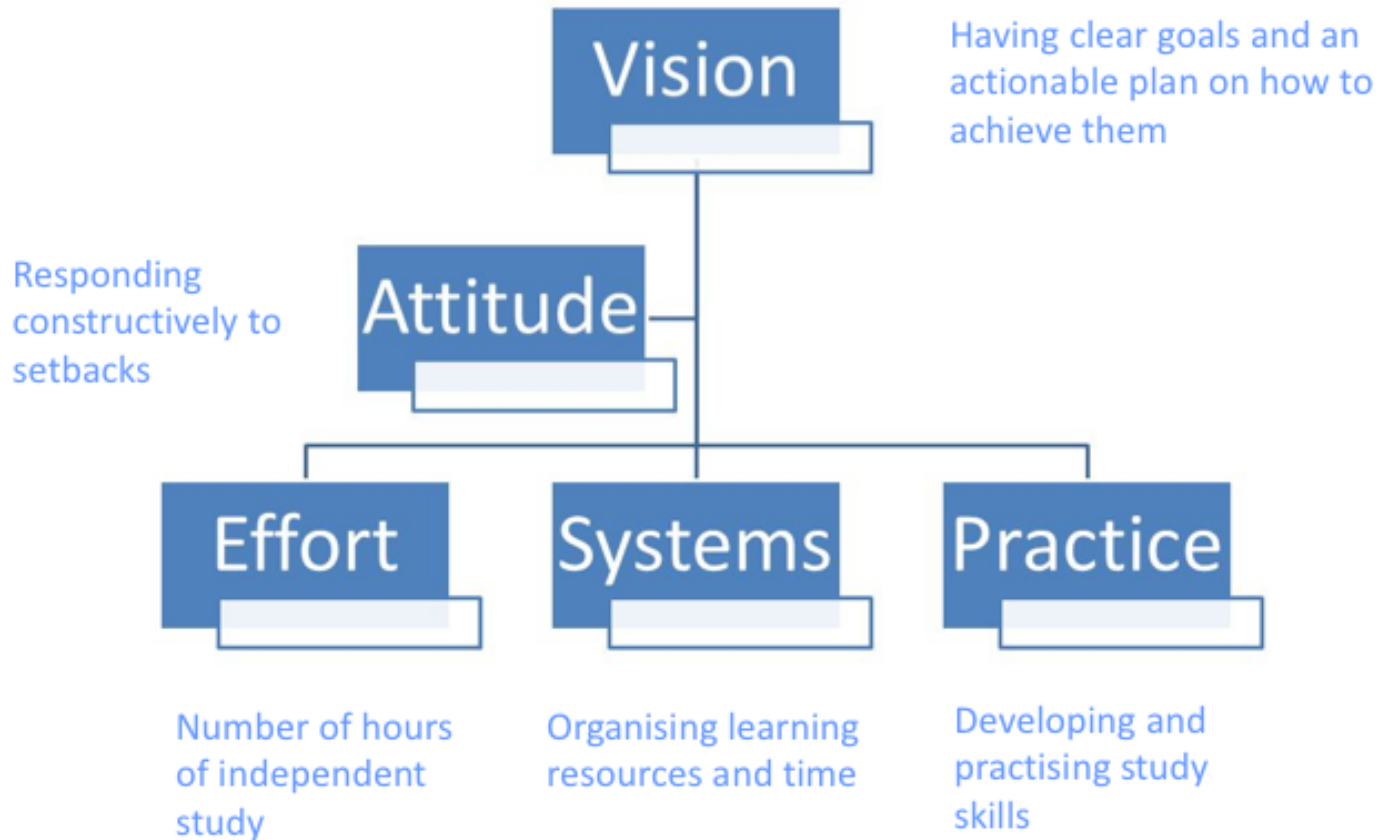 Vision
Having clear goals and an
actionable plan on how to
achieve them
Attitude
Responding
constructively to
setbacks
Effort
Systems
Practice
Number of hours
of independent
study
Organising learning
resources and time
Developing and
practising study
skills